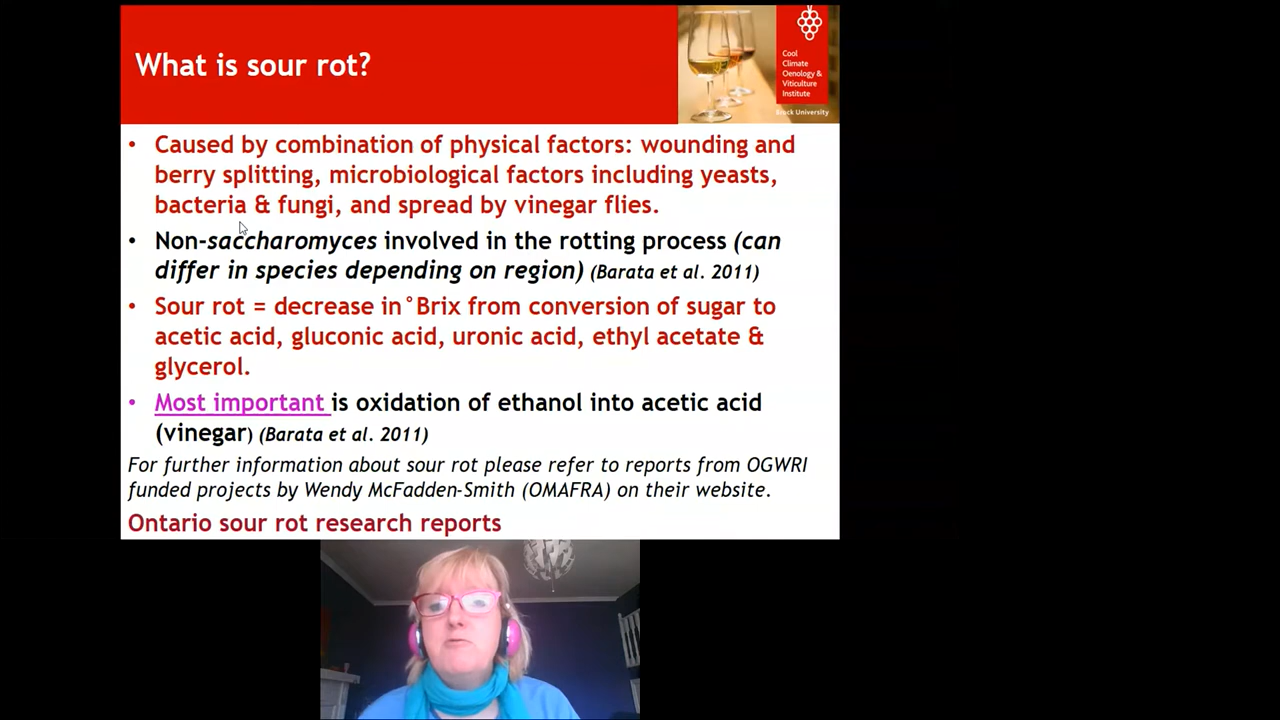 What is sour rot?
Cool
Climate
Oenology &
Viticulture
Institute
Brock University
• Caused by combination of physical factors: wounding and
berry splitting, microbiological factors including yeasts,
bacteria & fungi, and spread by vinegar flies.
• Non-saccharomyces involved in the rotting process (can
differ in species depending on region) (Barata et al. 2011)
• Sour rot = decrease in °Brix from conversion of sugar to
acetic acid, gluconic acid, uronic acid, ethyl acetate &
glycerol.
• Most important is oxidation of ethanol into acetic acid
(vinegar) (Barata et al. 2011)
For further information about sour rot please refer to reports from OGWRI
funded projects by Wendy McFadden-Smith (OMAFRA) on their website.
Ontario sour rot research reports